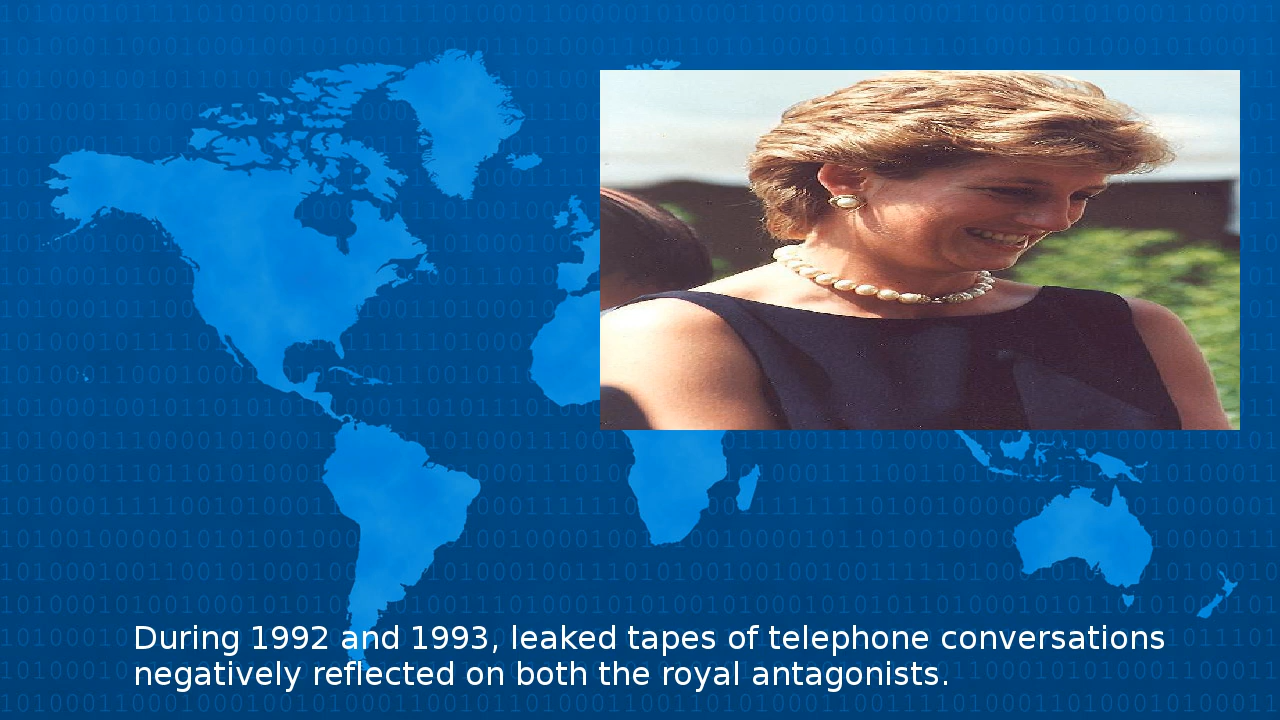 During 1992 and 1993, leaked tapes of telephone conversations
negatively reflected on both the royal antagonists.